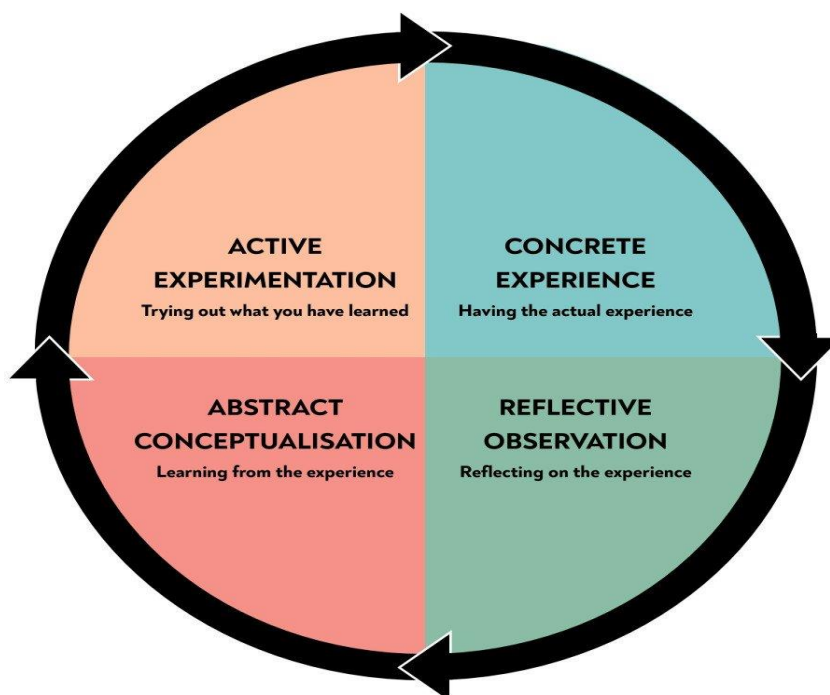 ACTIVE
EXPERIMENTATION
Trying out what you have learned
CONCRETE
EXPERIENCE
Having the actual experience
ABSTRACT
CONCEPTUALISATION
Learning from the experience
REFLECTIVE
OBSERVATION
Reflecting on the experience